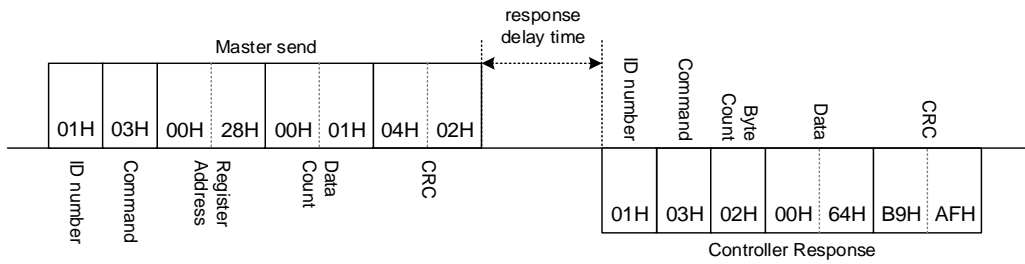 response
delay time
Master send
01H 03H 00H 28H 00H 01H 04H 02H
ID number
Command
Register
Address
Data
Count
CRC
ID number
Command
Byte
Count
Data
CRC
01H 03H 02H 00H 64H B9H AFH
Controller Response